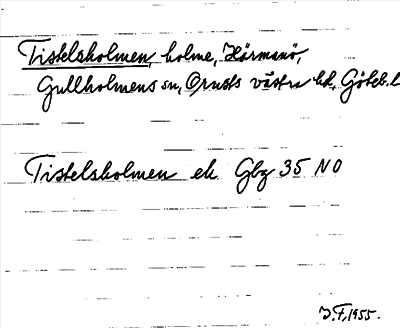 Tistelsholmen, holme, Härmanö,
Gullholmens sn, Orusts västra hd, Göteb. l
Tistelsholmen ek Gbg 35 NO
J.F. 1955.